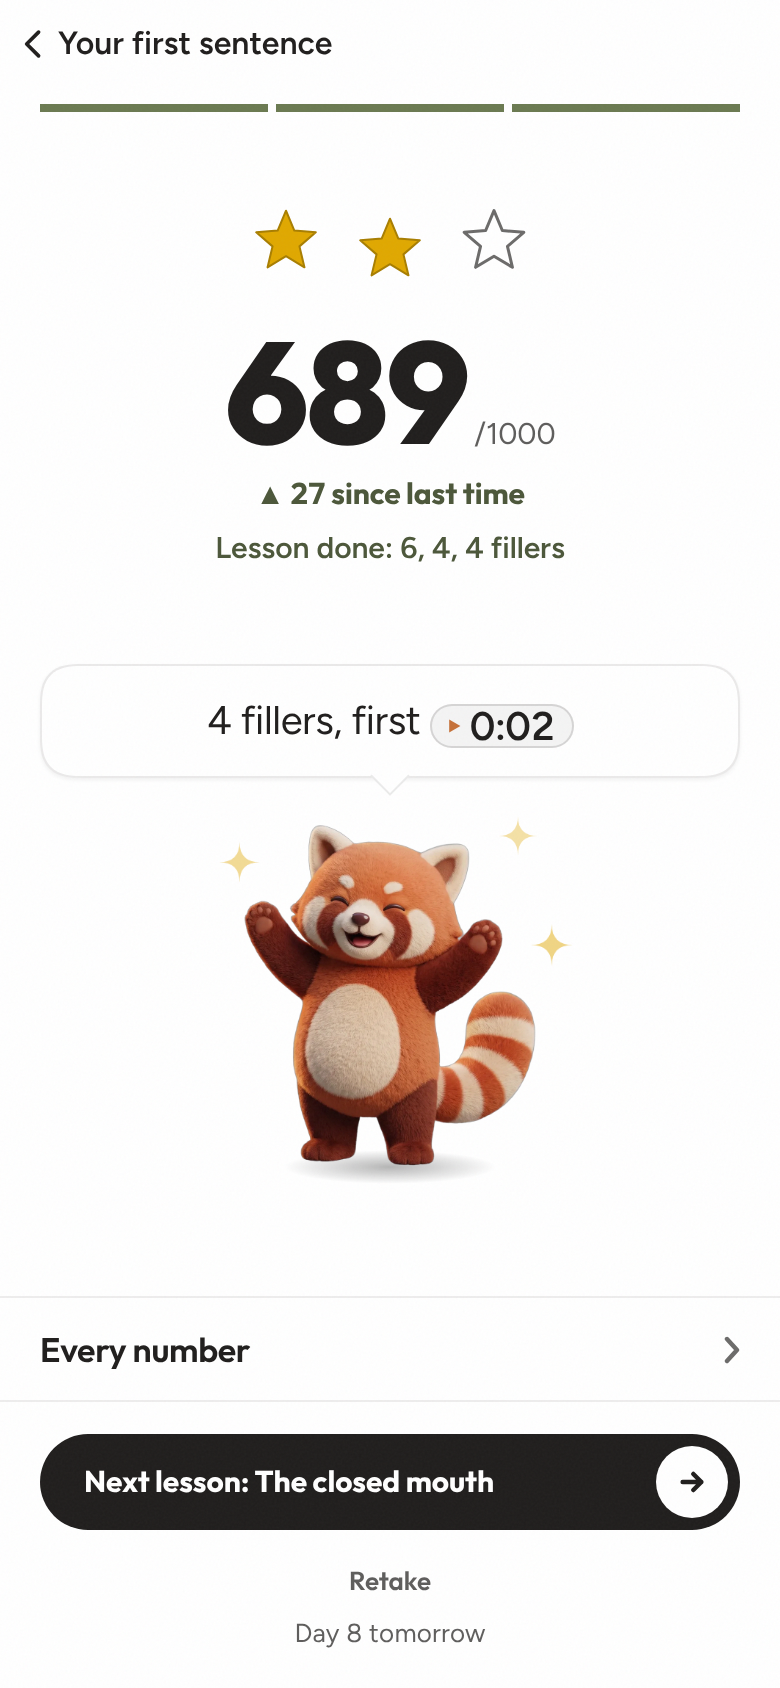 Your first sentence
689 /1000
▲ 27 since last time
Lesson done: 6, 4, 4 fillers
4 fillers, first ▶ 0:02
Every number
Next lesson: The closed mouth
Retake
Day 8 tomorrow